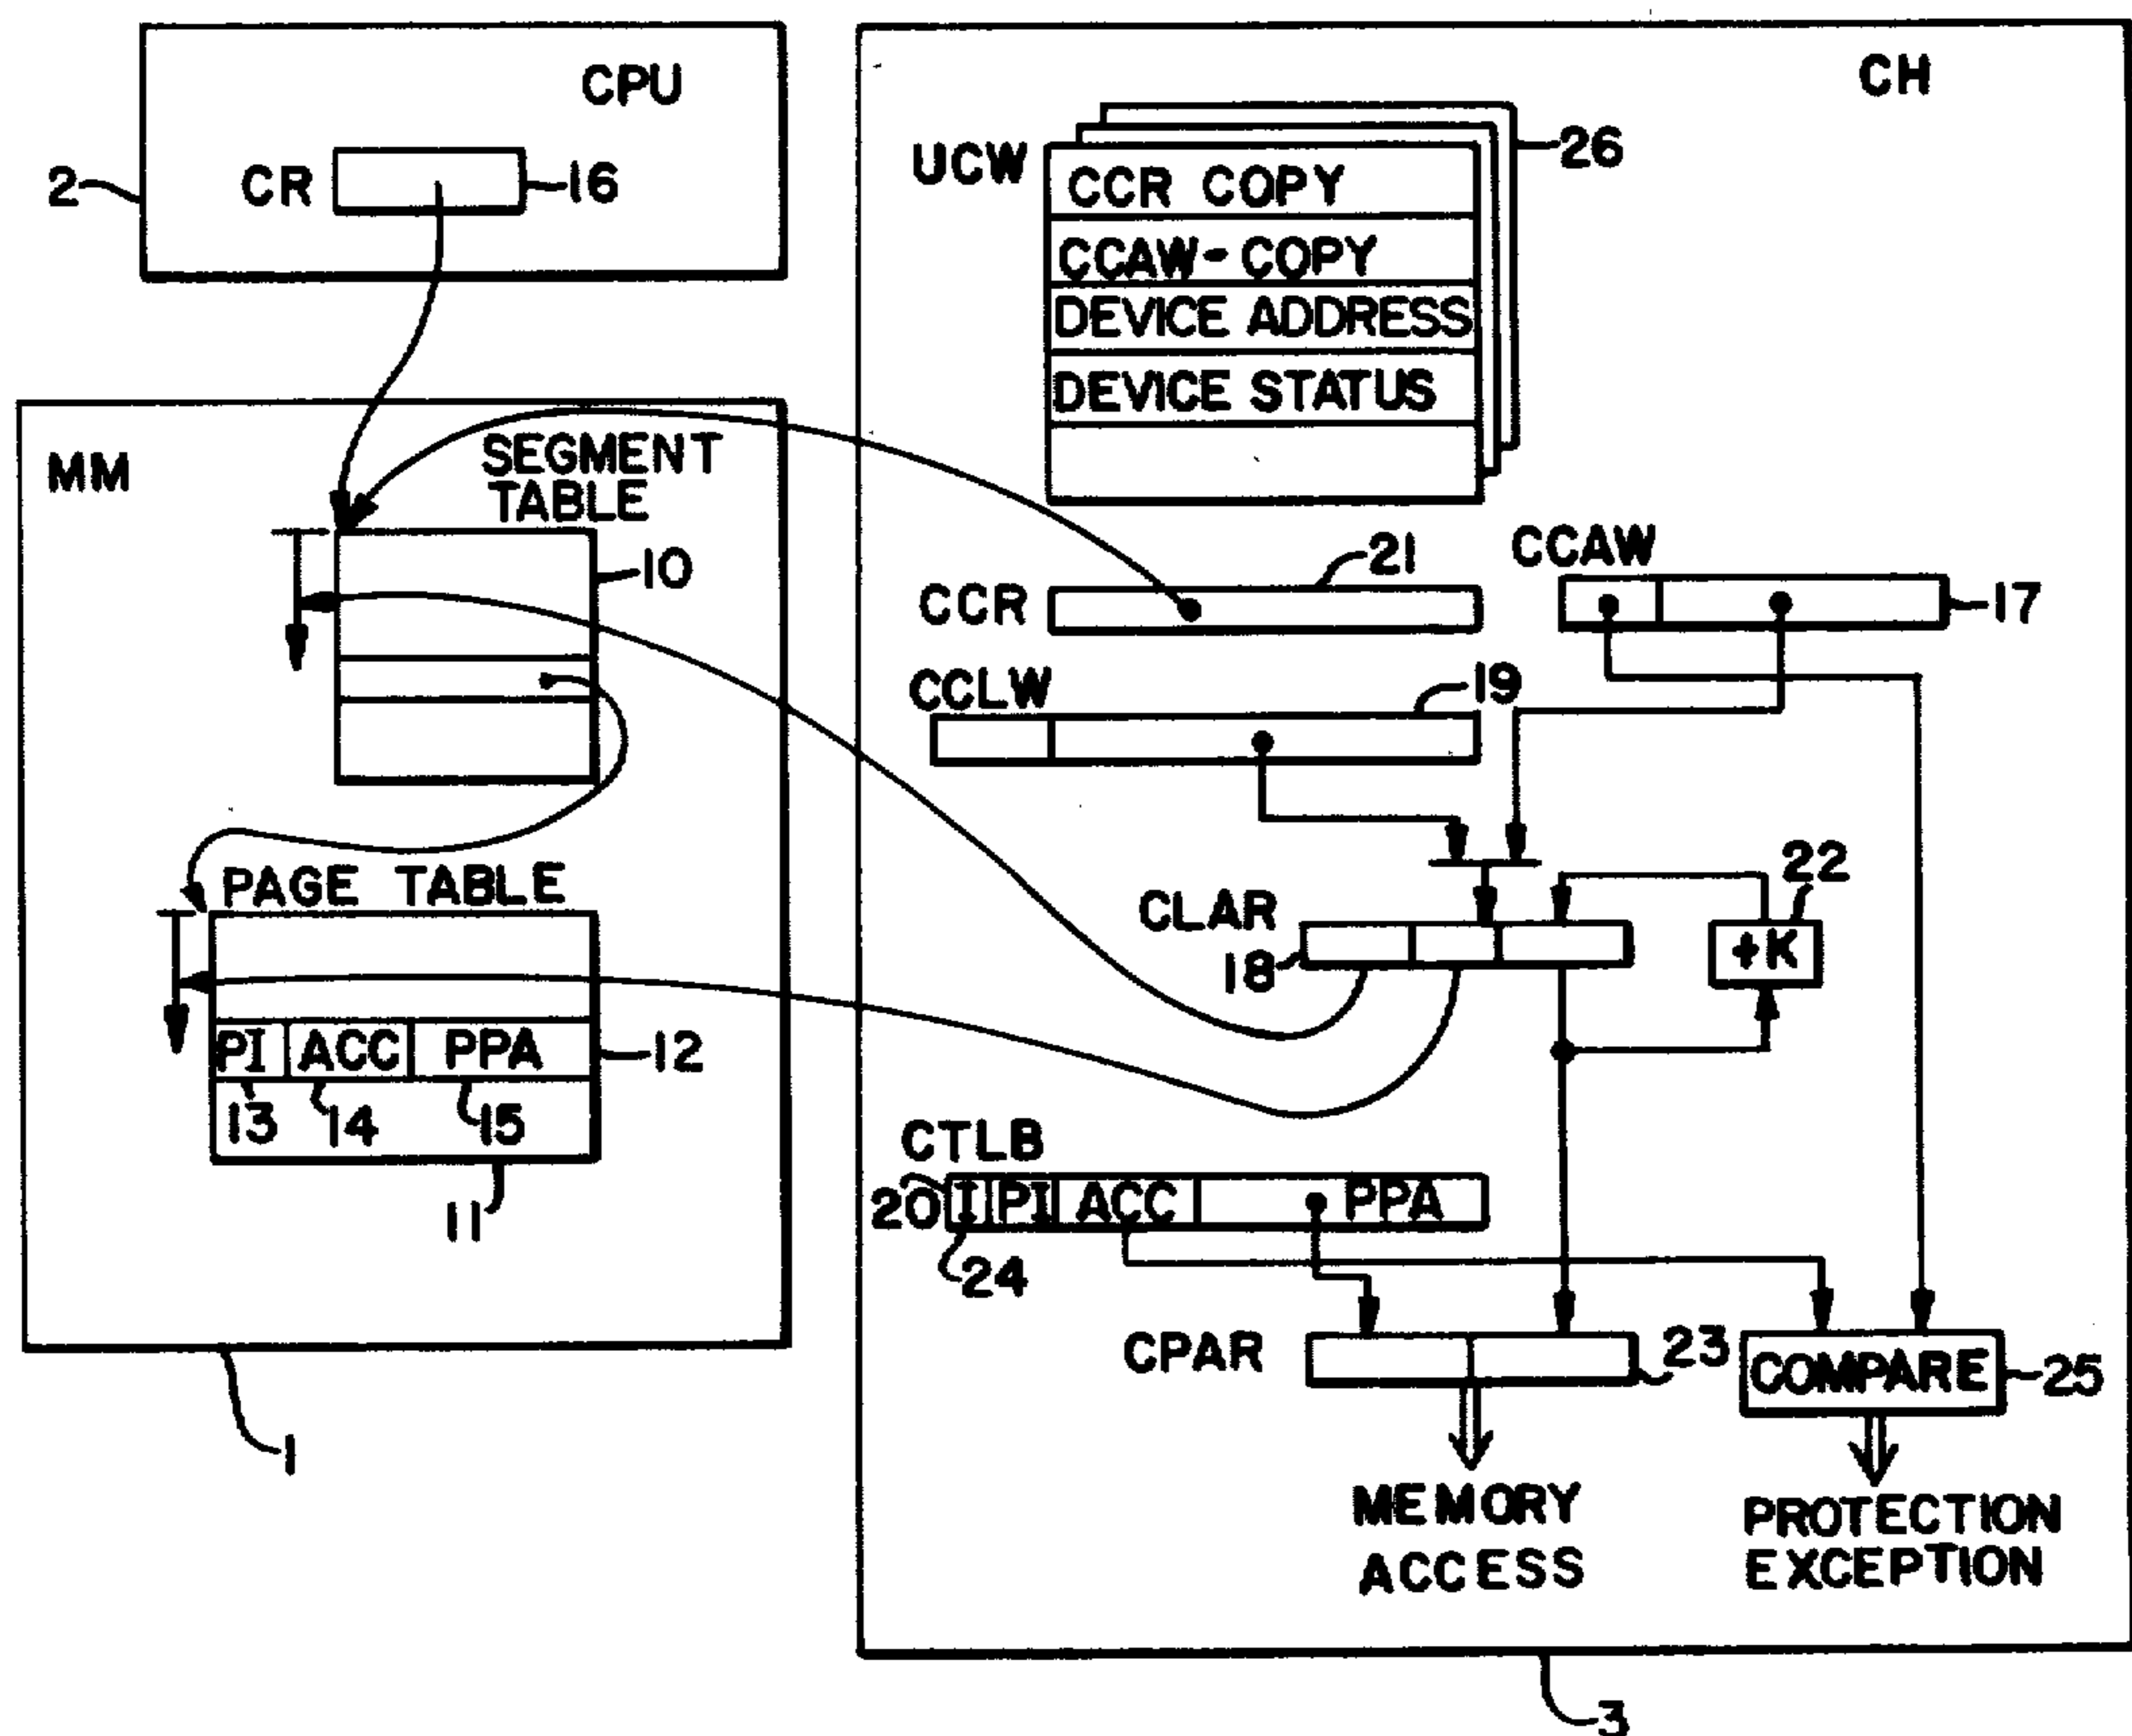 CPU
2
CR
16
MM
SEGMENT
TABLE
10
PAGE TABLE
PI ACC PPA
12
13
14
15
11
1
CH
UCW
26
CCR COPY
CCAW-COPY
DEVICE ADDRESS
DEVICE STATUS
CCR
21
CCAW
17
CCLW
19
CLAR
18
22
+K
CTLB
20
I PI ACC PPA
24
CPAR
23
COMPARE
25
MEMORY
ACCESS
PROTECTION
EXCEPTION
3